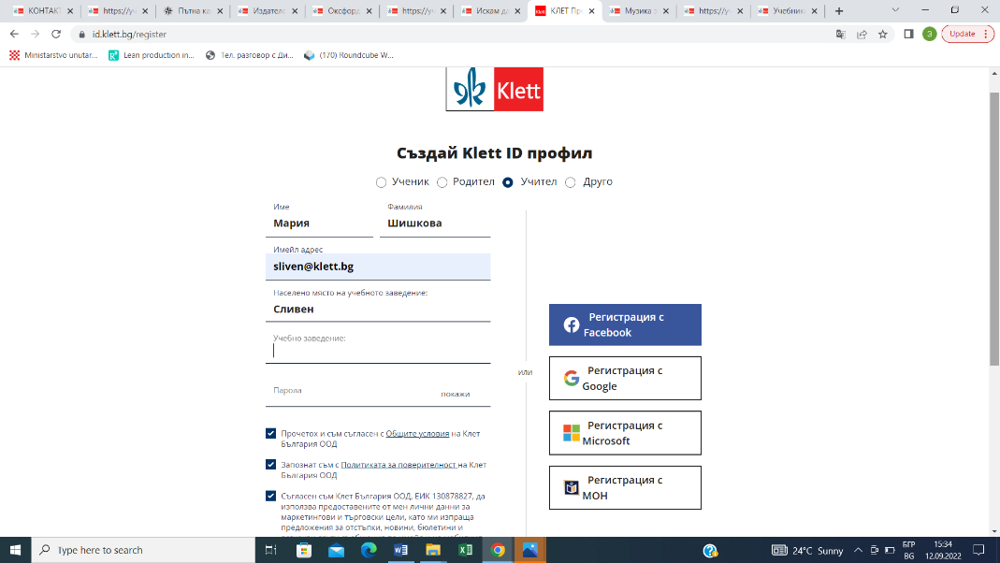 КОНТАКТ
https://уч
Пътна ка
Издателс
Оксфорд
https://уч
Искам да
КЛЕТ Пр
Музика з
https://уч
Учебника
id.klett.bg/register
3
Update
Ministarstvo unutar...
Lean production in...
Тел. разговор с Ди...
(170) Roundcube W...
Klett
Създай Klett ID профил
Ученик Родител Учител Друго
Име Фамилия
Мария Шишкова
Имейл адрес
sliven@klett.bg
Населено място на учебното заведение:
Сливен
Учебно заведение:
Парола
покажи
Прочетох и съм съгласен с Общите условия на Клет
България ООД
Запознат съм с Политиката за поверителност на Клет
България ООД
Съгласен съм Клет България ООД, ЕИК 130878827, да
използва предоставените от мен лични данни за
маркетингови и търговски цели, като ми изпраща
предложения за отстъпки, новини, бюлетини и
или
Регистрация с
Facebook
Регистрация с
Google
Регистрация с
Microsoft
Регистрация с
МОН
Type here to search
24°C Sunny
БГР
BG
15:34
12.09.2022